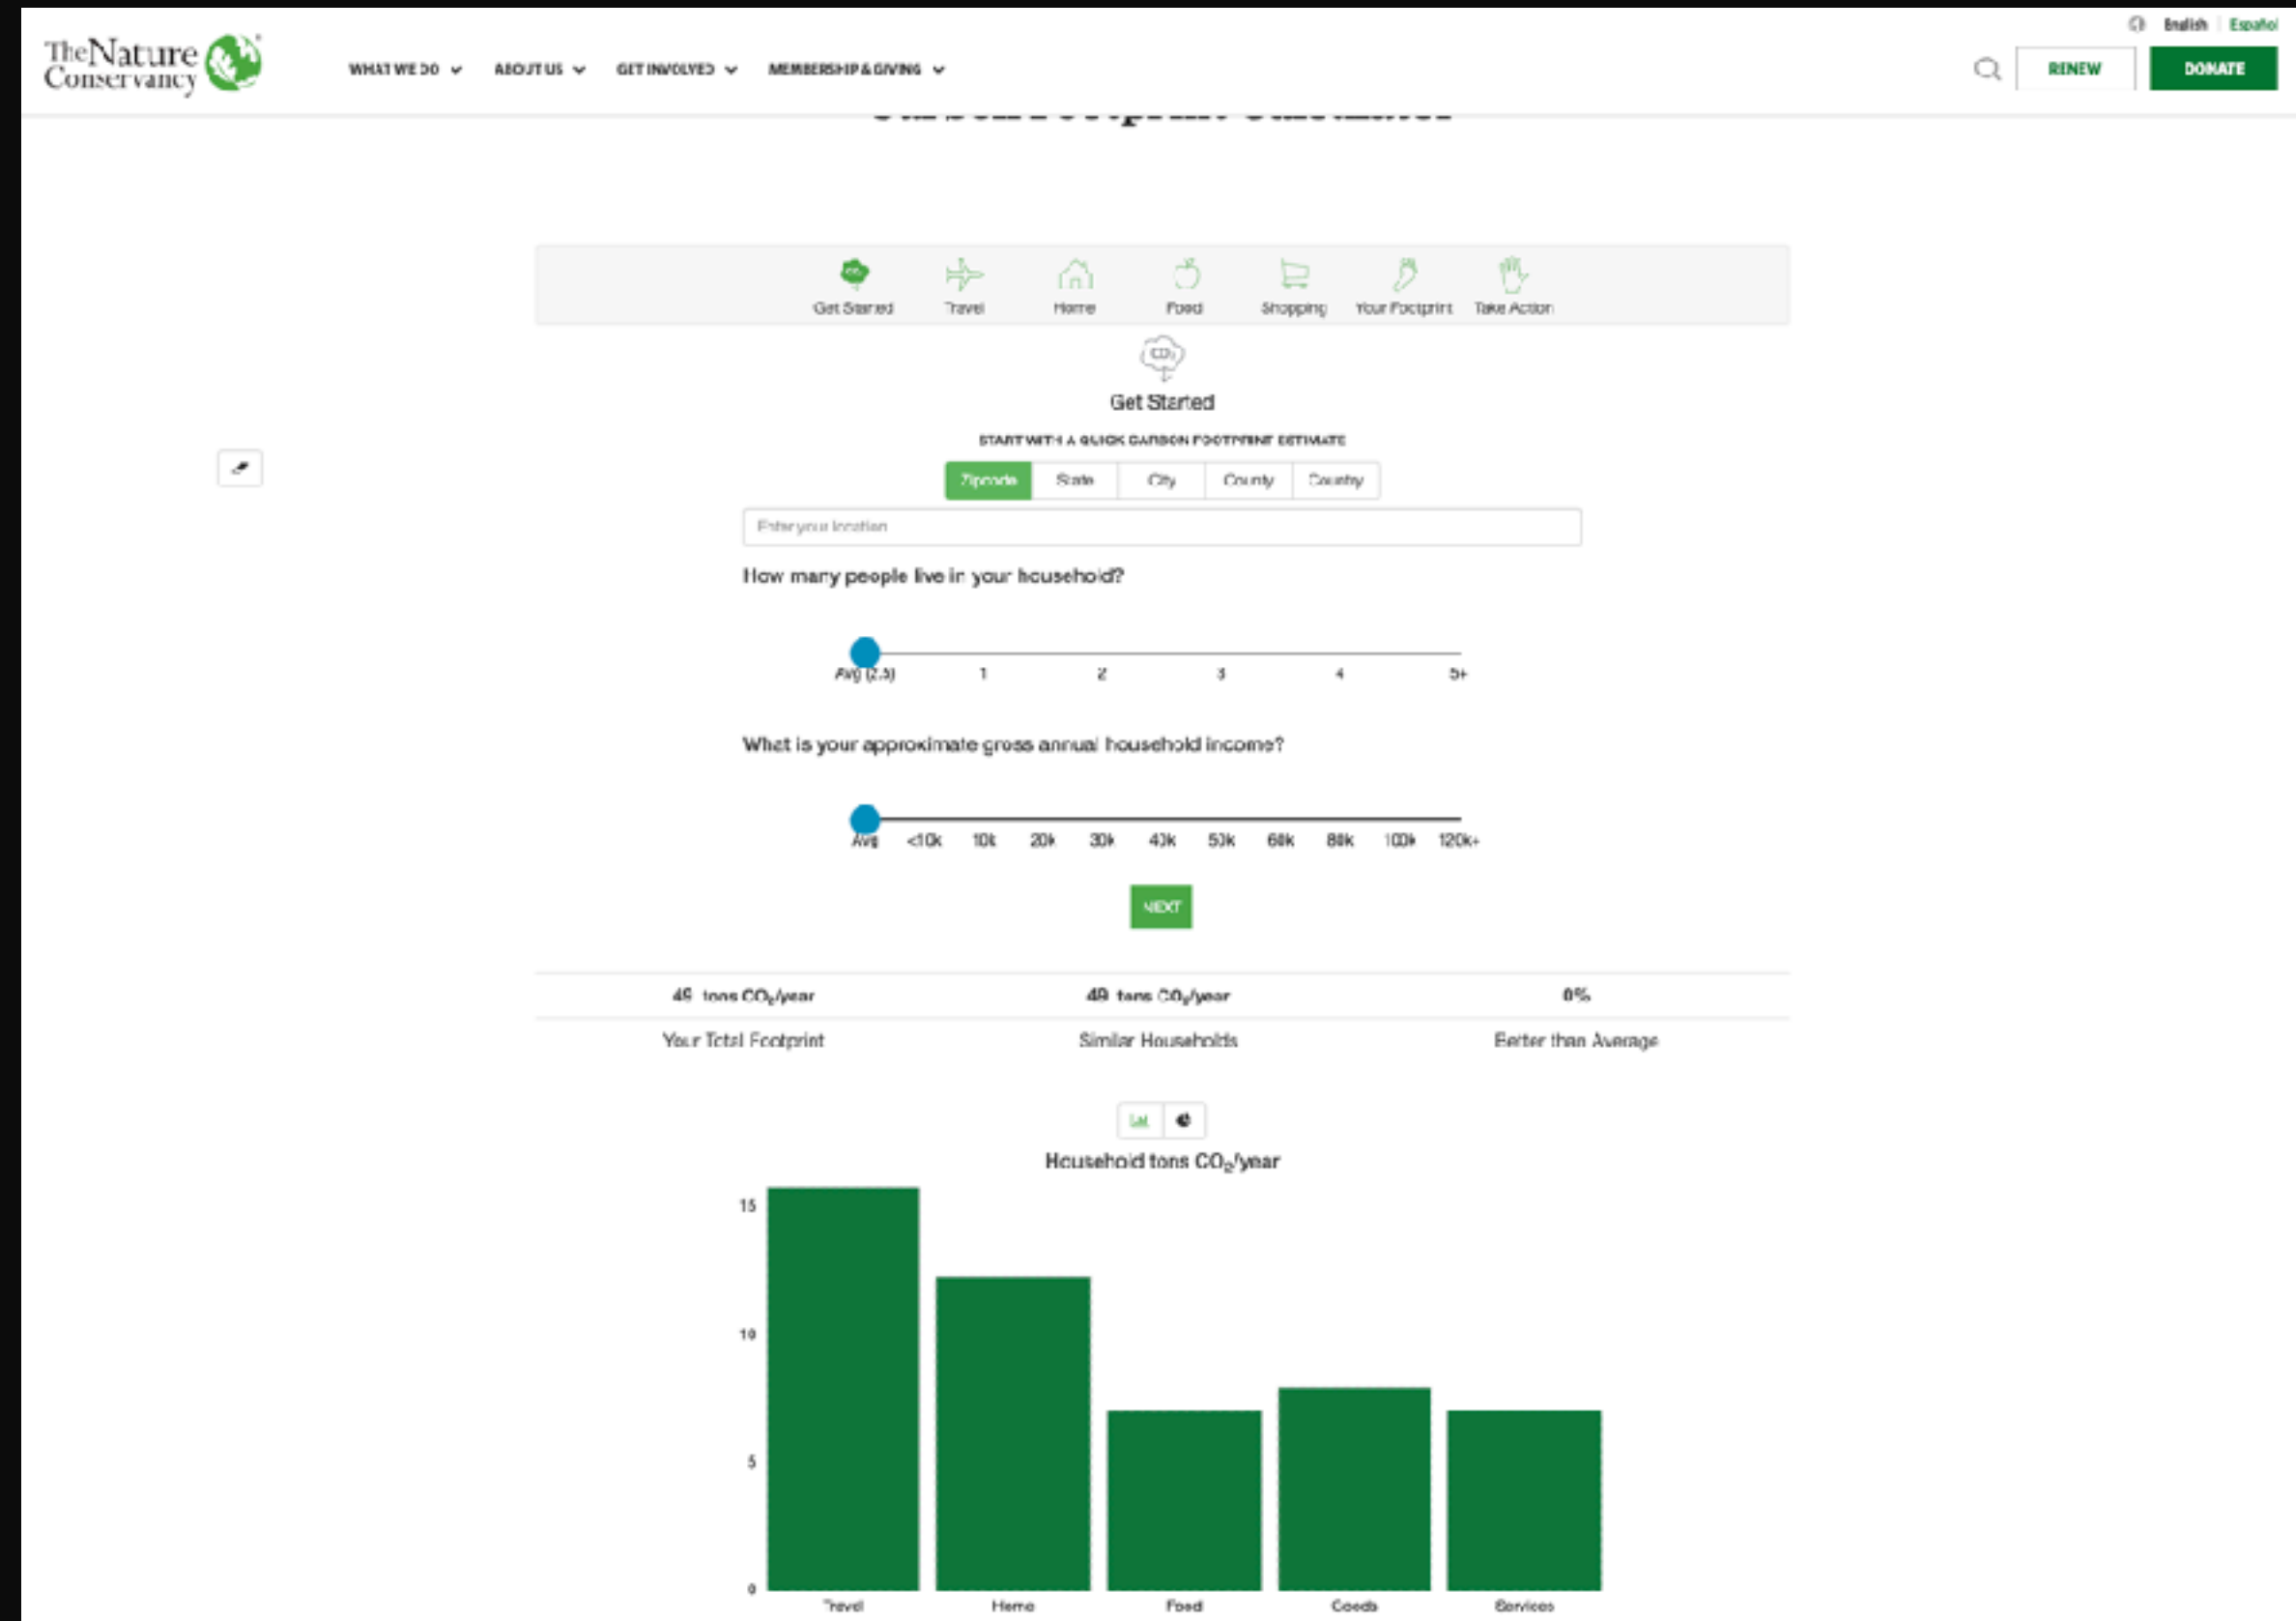 English | Español
The Nature
Conservancy
WHAT WE DO ABOUT US GET INVOLVED MEMBERSHIP & GIVING RENEW DONATE
Get Started Travel Home Food Shopping Your Footprint Take Action
CO₂
Get Started
START WITH A QUICK CARBON FOOTPRINT ESTIMATE
Zipcode State City County Country
Enter your location
How many people live in your household?
Avg (2.5) 1 2 3 4 5+
What is your approximate gross annual household income?
Avg <10k 10k 20k 30k 40k 50k 60k 80k 100k 120k+
NEXT
49 tons CO₂/year 49 tons CO₂/year 0%
Your Total Footprint Similar Households Better than Average
Household tons CO₂/year
15
10
5
0
Travel Home Food Goods Services